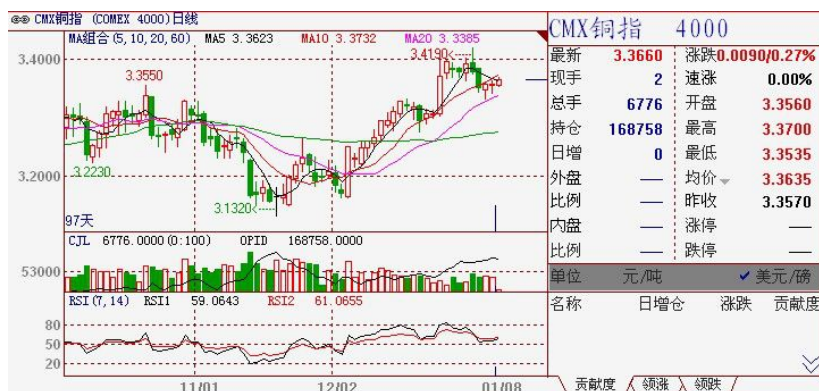 CMX铜指 (COMEX 4000)日线
MA组合(5,10,20,60) MA5 3.3623 MA10 3.3732 MA20 3.3385
3.4190
3.4000
3.3550
3.2230
3.2000
3.1320
97天
CJL 6776.0000(0:100) OPID 168758.0000
53000
RSI(7,14) RSI1 59.0643 RSI2 61.0655
80
50
20
11/01 12/02 01/08
CMX铜指 4000
最新 3.3660 涨跌 0.0090/0.27%
现手 2 速涨 0.00%
总手 6776 开盘 3.3560
持仓 168758 最高 3.3700
日增 0 最低 3.3535
外盘 — 均价 3.3635
比例 — 昨收 3.3570
内盘 — 涨停 —
比例 — 跌停 —
单位 元/吨 ✔美元/磅
名称 日增仓 涨跌 贡献度
贡献度 领涨 领跌